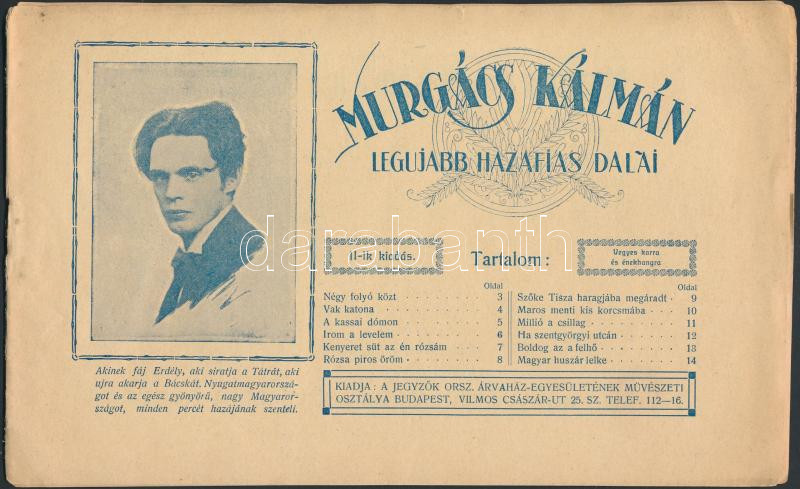 MURGÁCS KÁLMÁN
LEGUJABB HAZAFIAS DALAI
II-ik kiadás.
Tartalom:
Vegyes karra
és énekhangra
Oldal
Négy folyó közt 3
Vak katona 4
A kassai dómon 5
Irom a levelem 6
Kenyeret süt az én rózsám 7
Rózsa piros öröm 8
Oldal
Szőke Tisza haragjába megáradt 9
Maros menti kis korcsmába 10
Millió a csillag 11
Ha szentgyörgyi utcán 12
Boldog az a felhő 13
Magyar huszár lelke 14
KIADJA: A JEGYZŐK ORSZ. ÁRVAHÁZ-EGYESÜLETÉNEK MŰVÉSZETI
OSZTÁLYA BUDAPEST, VILMOS CSÁSZÁR-UT 25. SZ. TELEF. 112—16.
Akinek fáj Erdély, aki siratja a Tátrát, aki
ujra akarja a Bácskát. Nyugatmagyarorszá-
got és az egész gyönyörű, nagy Magyaror-
szágot, minden percét hazájának szenteli.
darabanth.com